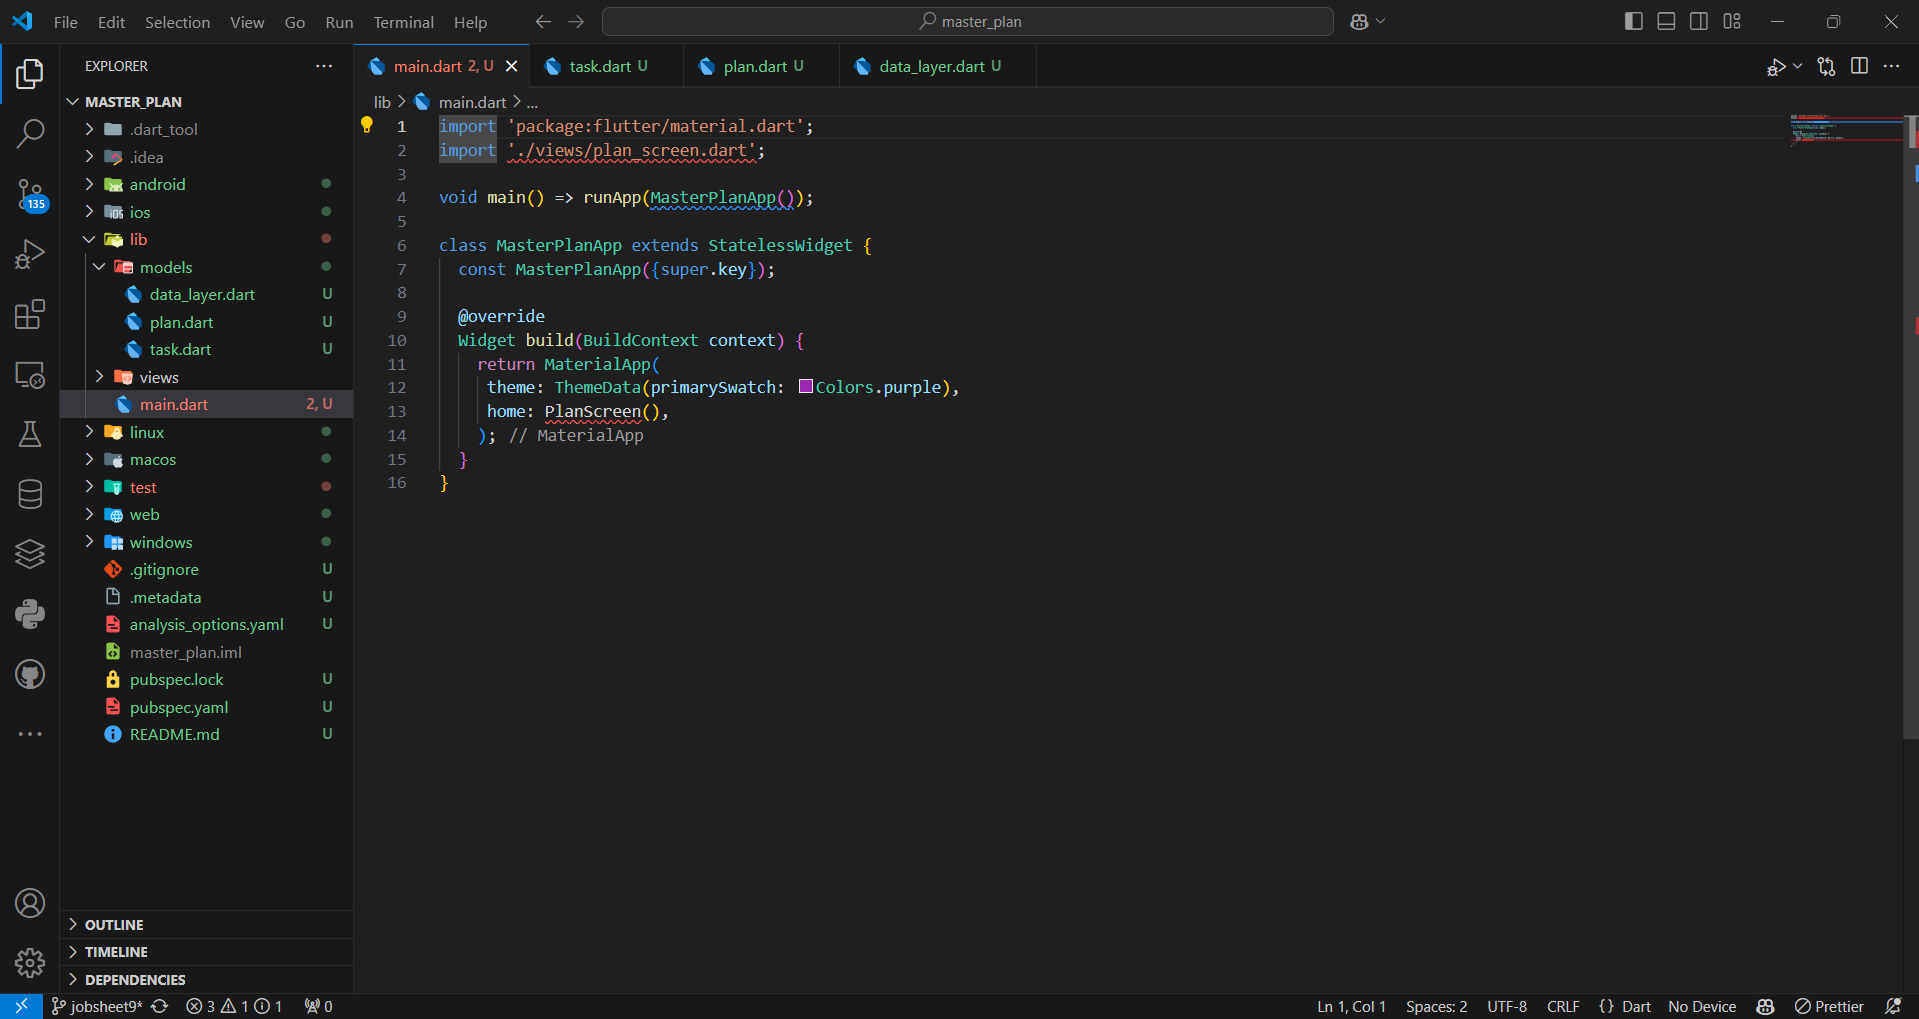 File Edit Selection View Go Run Terminal Help
master_plan
EXPLORER
MASTER_PLAN
.dart_tool
.idea
android
ios
lib
models
data_layer.dart U
plan.dart U
task.dart U
views
main.dart 2, U
linux
macos
test
web
windows
.gitignore U
.metadata U
analysis_options.yaml U
master_plan.iml
pubspec.lock U
pubspec.yaml U
README.md U
135
OUTLINE
TIMELINE
DEPENDENCIES
main.dart 2, U
task.dart U
plan.dart U
data_layer.dart U
lib > main.dart > ...
1 import 'package:flutter/material.dart';
2 import './views/plan_screen.dart';
3
4 void main() => runApp(MasterPlanApp());
5
6 class MasterPlanApp extends StatelessWidget {
7 const MasterPlanApp({super.key});
8
9 @override
10 Widget build(BuildContext context) {
11 return MaterialApp(
12 theme: ThemeData(primarySwatch: Colors.purple),
13 home: PlanScreen(),
14 ); // MaterialApp
15 }
16 }
jobsheet9* 3 1 1 0
Ln 1, Col 1 Spaces: 2 UTF-8 CRLF {} Dart No Device Prettier